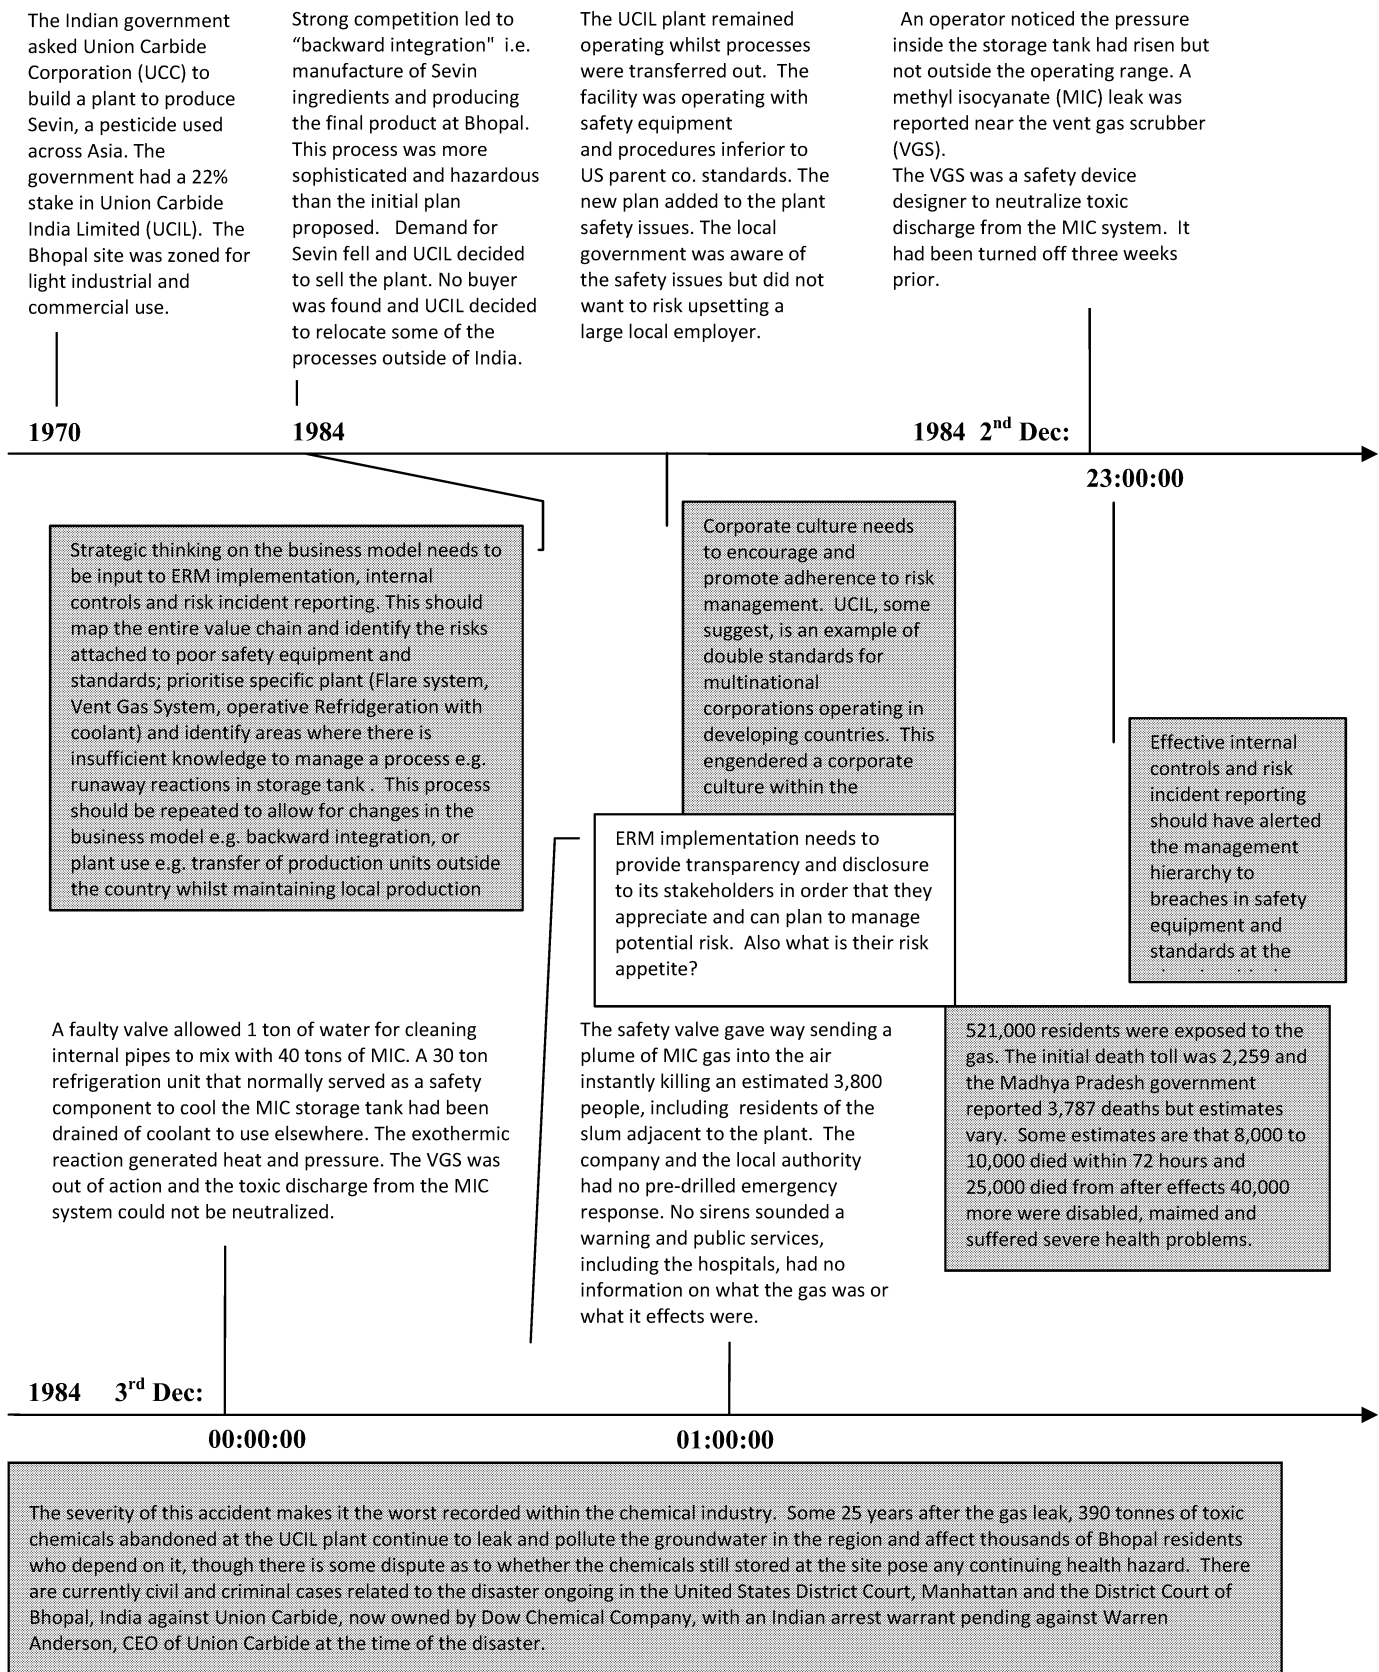 The Indian government
asked Union Carbide
Corporation (UCC) to
build a plant to produce
Sevin, a pesticide used
across Asia. The
government had a 22%
stake in Union Carbide
India Limited (UCIL).  The
Bhopal site was zoned for
light industrial and
commercial use.
Strong competition led to
“backward integration"  i.e.
manufacture of Sevin
ingredients and producing
the final product at Bhopal.
This process was more
sophisticated and hazardous
than the initial plan
proposed.   Demand for
Sevin fell and UCIL decided
to sell the plant. No buyer
was found and UCIL decided
to relocate some of the
processes outside of India.
The UCIL plant remained
operating whilst processes
were transferred out.  The
facility was operating with
safety equipment
and procedures inferior to
US parent co. standards. The
new plan added to the plant
safety issues. The local
government was aware of
the safety issues but did not
want to risk upsetting a
large local employer.
An operator noticed the pressure
inside the storage tank had risen but
not outside the operating range. A
methyl isocyanate (MIC) leak was
reported near the vent gas scrubber
(VGS).
The VGS was a safety device
designer to neutralize toxic
discharge from the MIC system.  It
had been turned off three weeks
prior.
1970
1984
1984  2nd Dec:
23:00:00
Strategic thinking on the business model needs to
be input to ERM implementation, internal
controls and risk incident reporting. This should
map the entire value chain and identify the risks
attached to poor safety equipment and
standards; prioritise specific plant (Flare system,
Vent Gas System, operative Refridgeration with
coolant) and identify areas where there is
insufficient knowledge to manage a process e.g.
runaway reactions in storage tank .  This process
should be repeated to allow for changes in the
business model e.g. backward integration, or
plant use e.g. transfer of production units outside
the country whilst maintaining local production
Corporate culture needs
to encourage and
promote adherence to risk
management.  UCIL, some
suggest, is an example of
double standards for
multinational
corporations operating in
developing countries.  This
engendered a corporate
culture within the
Effective internal
controls and risk
incident reporting
should have alerted
the management
hierarchy to
breaches in safety
equipment and
standards at the
ERM implementation needs to
provide transparency and disclosure
to its stakeholders in order that they
appreciate and can plan to manage
potential risk.  Also what is their risk
appetite?
A faulty valve allowed 1 ton of water for cleaning
internal pipes to mix with 40 tons of MIC. A 30 ton
refrigeration unit that normally served as a safety
component to cool the MIC storage tank had been
drained of coolant to use elsewhere. The exothermic
reaction generated heat and pressure. The VGS was
out of action and the toxic discharge from the MIC
system could not be neutralized.
The safety valve gave way sending a
plume of MIC gas into the air
instantly killing an estimated 3,800
people, including  residents of the
slum adjacent to the plant.  The
company and the local authority
had no pre-drilled emergency
response. No sirens sounded a
warning and public services,
including the hospitals, had no
information on what the gas was or
what it effects were.
521,000 residents were exposed to the
gas. The initial death toll was 2,259 and
the Madhya Pradesh government
reported 3,787 deaths but estimates
vary.  Some estimates are that 8,000 to
10,000 died within 72 hours and
25,000 died from after effects 40,000
more were disabled, maimed and
suffered severe health problems.
1984     3rd Dec:
00:00:00
01:00:00
The severity of this accident makes it the worst recorded within the chemical industry.  Some 25 years after the gas leak, 390 tonnes of toxic
chemicals abandoned at the UCIL plant continue to leak and pollute the groundwater in the region and affect thousands of Bhopal residents
who depend on it, though there is some dispute as to whether the chemicals still stored at the site pose any continuing health hazard.  There
are currently civil and criminal cases related to the disaster ongoing in the United States District Court, Manhattan and the District Court of
Bhopal, India against Union Carbide, now owned by Dow Chemical Company, with an Indian arrest warrant pending against Warren
Anderson, CEO of Union Carbide at the time of the disaster.